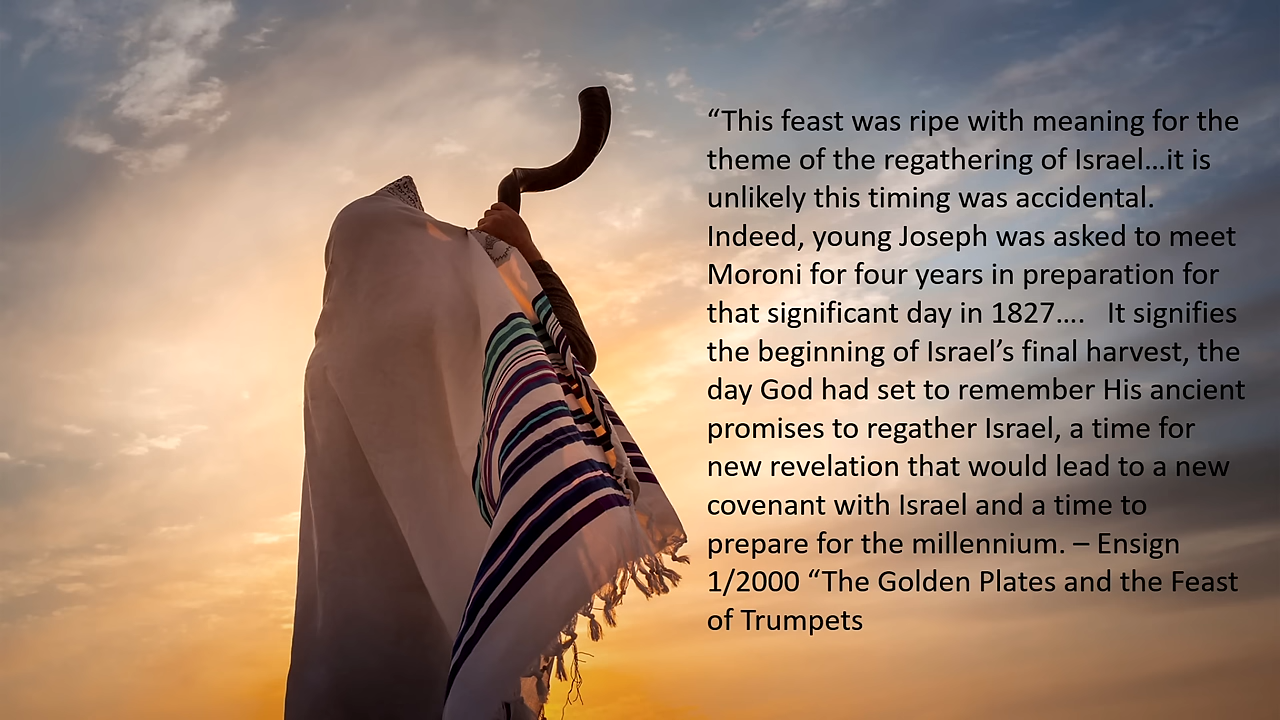 “This feast was ripe with meaning for the
theme of the regathering of Israel…it is
unlikely this timing was accidental.
Indeed, young Joseph was asked to meet
Moroni for four years in preparation for
that significant day in 1827….   It signifies
the beginning of Israel’s final harvest, the
day God had set to remember His ancient
promises to regather Israel, a time for
new revelation that would lead to a new
covenant with Israel and a time to
prepare for the millennium. – Ensign
1/2000 “The Golden Plates and the Feast
of Trumpets